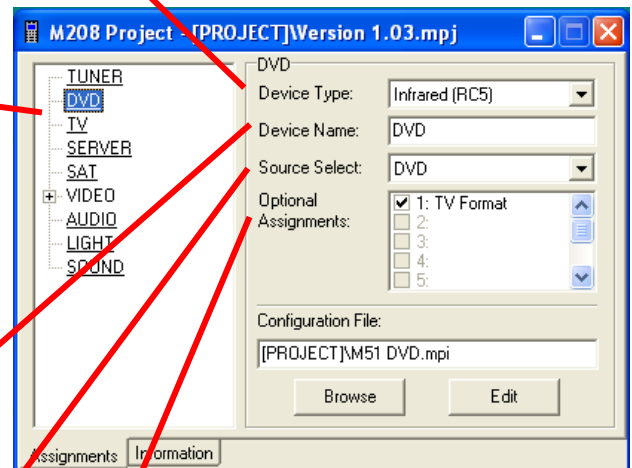 M208 Project - [PROJECT]\Version 1.03.mpj
TUNER
DVD
TV
SERVER
SAT
VIDEO
AUDIO
LIGHT
SOUND
DVD
Device Type: Infrared (RC5)
Device Name: DVD
Source Select: DVD
Optional
Assignments:
1: TV Format
2:
3:
4:
5:
Configuration File:
[PROJECT]\M51 DVD.mpi
Browse Edit
Assignments Information